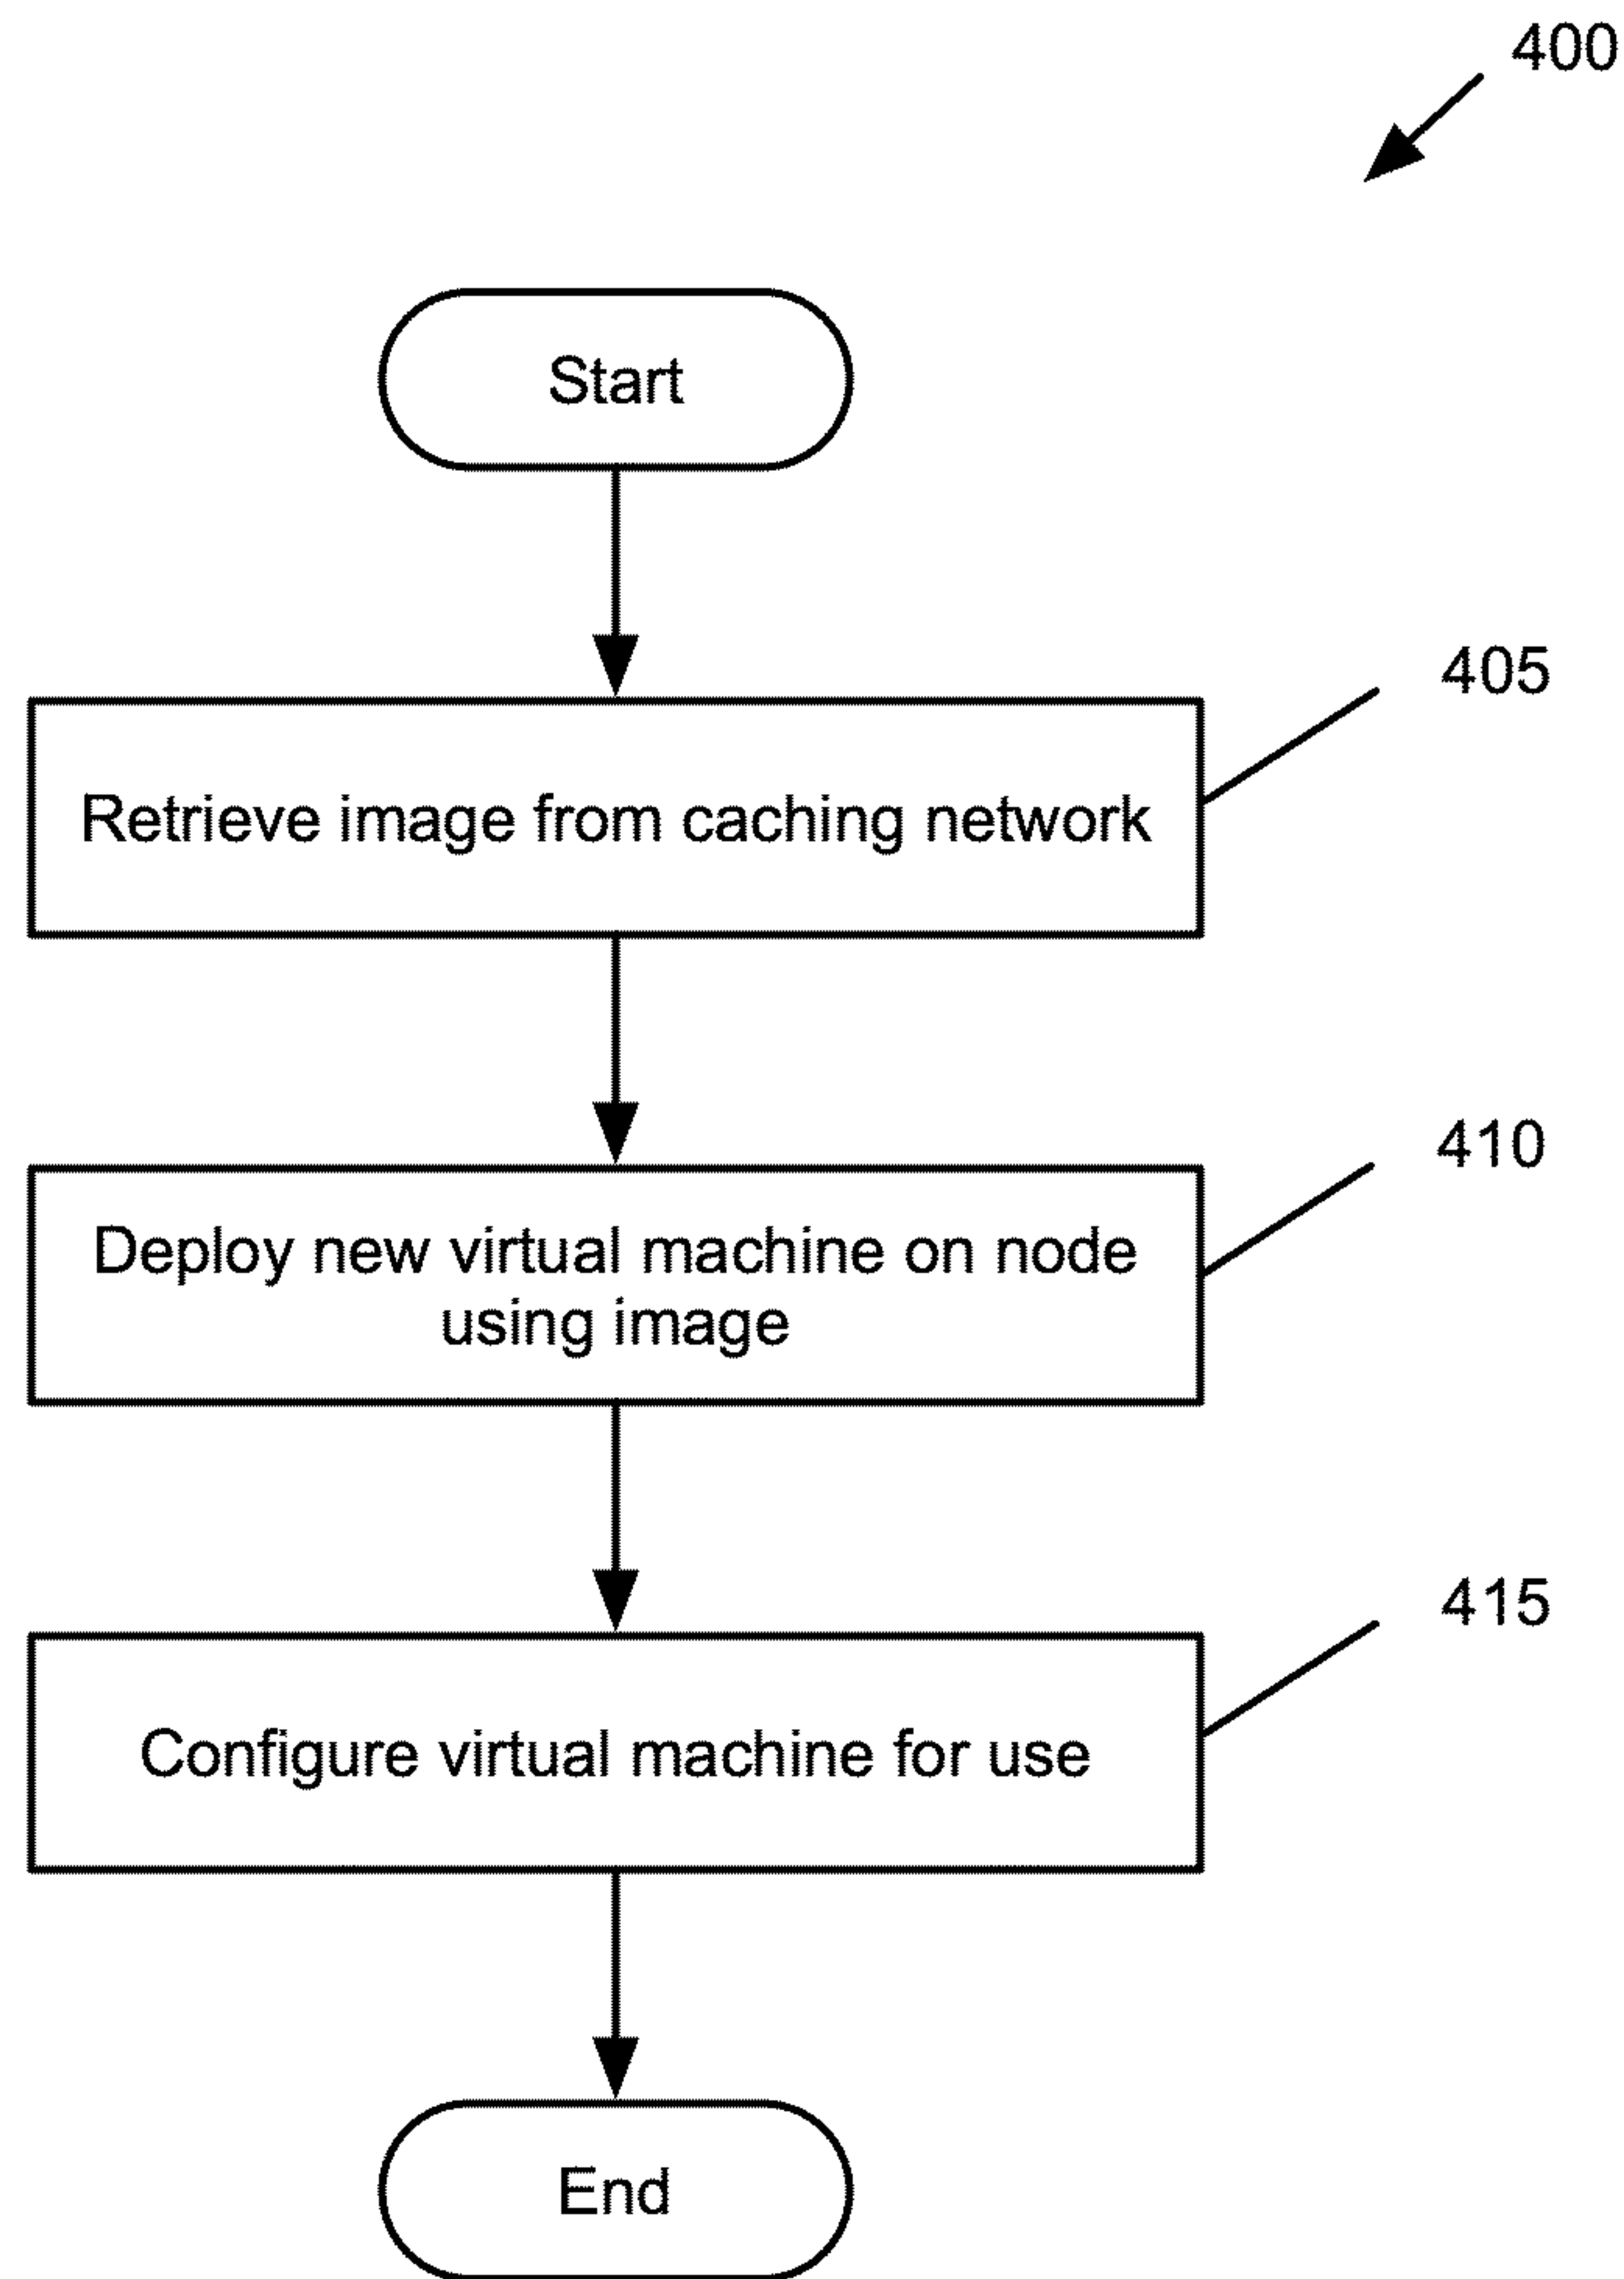 400
Start
405
Retrieve image from caching network
410
Deploy new virtual machine on node
using image
415
Configure virtual machine for use
End